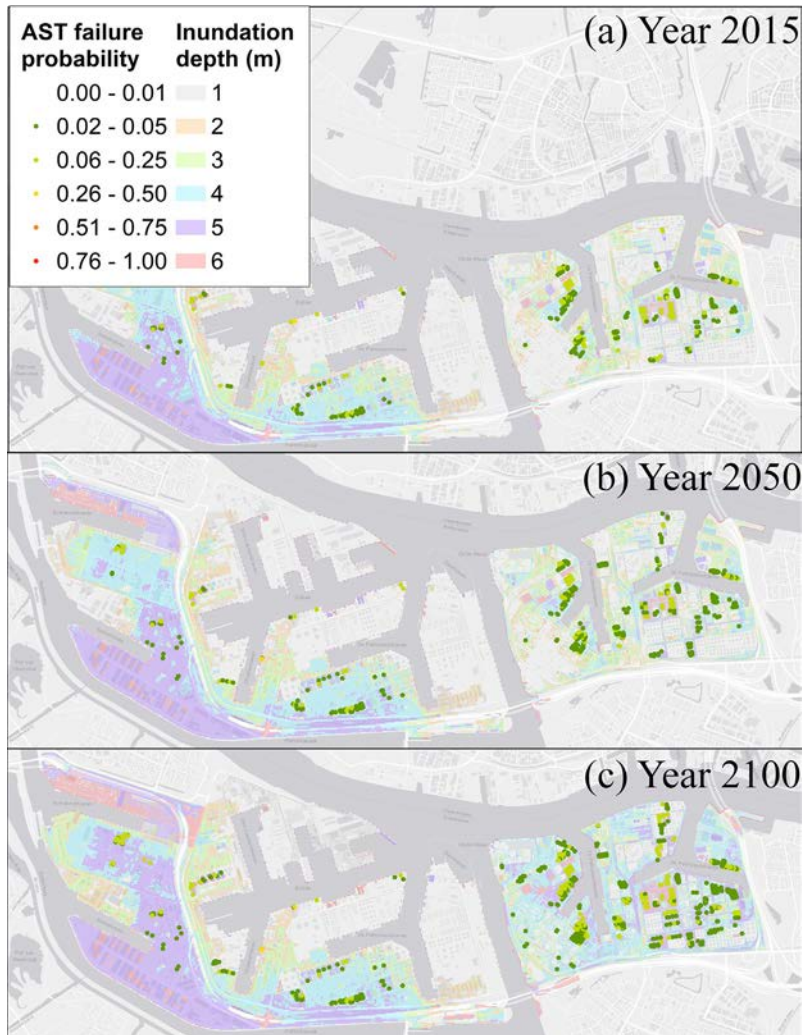 AST failure
probability
0.00 - 0.01
0.02 - 0.05
0.06 - 0.25
0.26 - 0.50
0.51 - 0.75
0.76 - 1.00
Inundation
depth (m)
1
2
3
4
5
6
(a) Year 2015
(b) Year 2050
(c) Year 2100